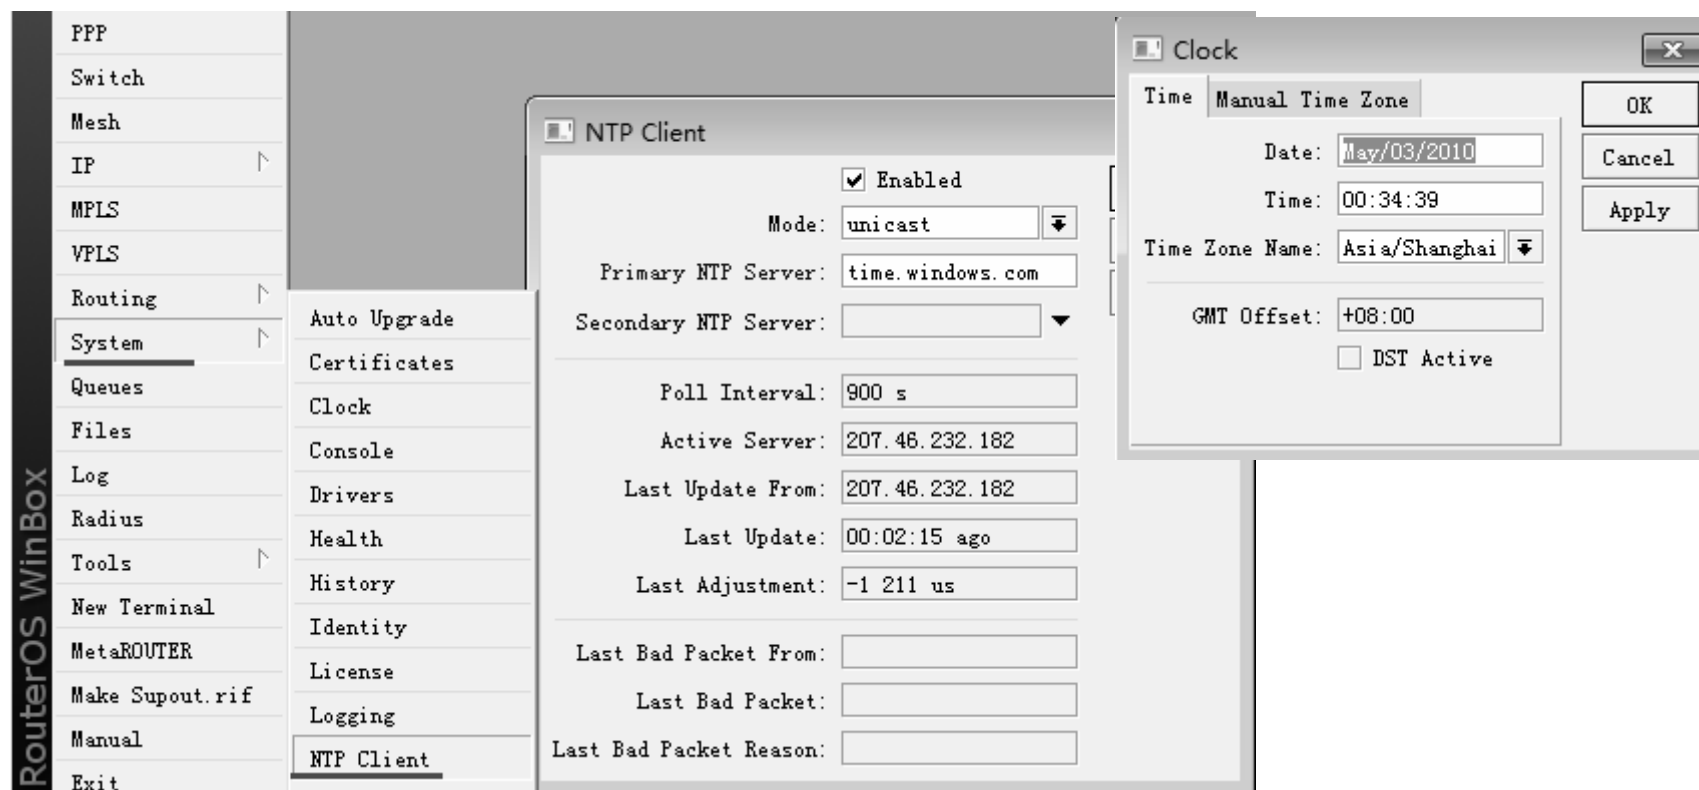 RouterOS WinBox
PPP
Switch
Mesh
IP
MPLS
VPLS
Routing
System
Queues
Files
Log
Radius
Tools
New Terminal
MetaROUTER
Make Supout.rif
Manual
Exit
Auto Upgrade
Certificates
Clock
Console
Drivers
Health
History
Identity
License
Logging
NTP Client
NTP Client
Enabled
Mode: unicast
Primary NTP Server: time.windows.com
Secondary NTP Server:
Poll Interval: 900 s
Active Server: 207.46.232.182
Last Update From: 207.46.232.182
Last Update: 00:02:15 ago
Last Adjustment: -1 211 us
Last Bad Packet From:
Last Bad Packet:
Last Bad Packet Reason:
Clock
Time Manual Time Zone
Date: May/03/2010
Time: 00:34:39
Time Zone Name: Asia/Shanghai
GMT Offset: +08:00
DST Active
OK
Cancel
Apply